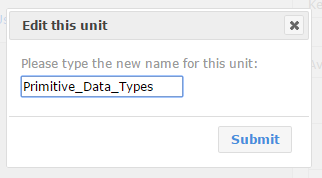 Edit this unit
Please type the new name for this unit:
Primitive_Data_Types
Submit